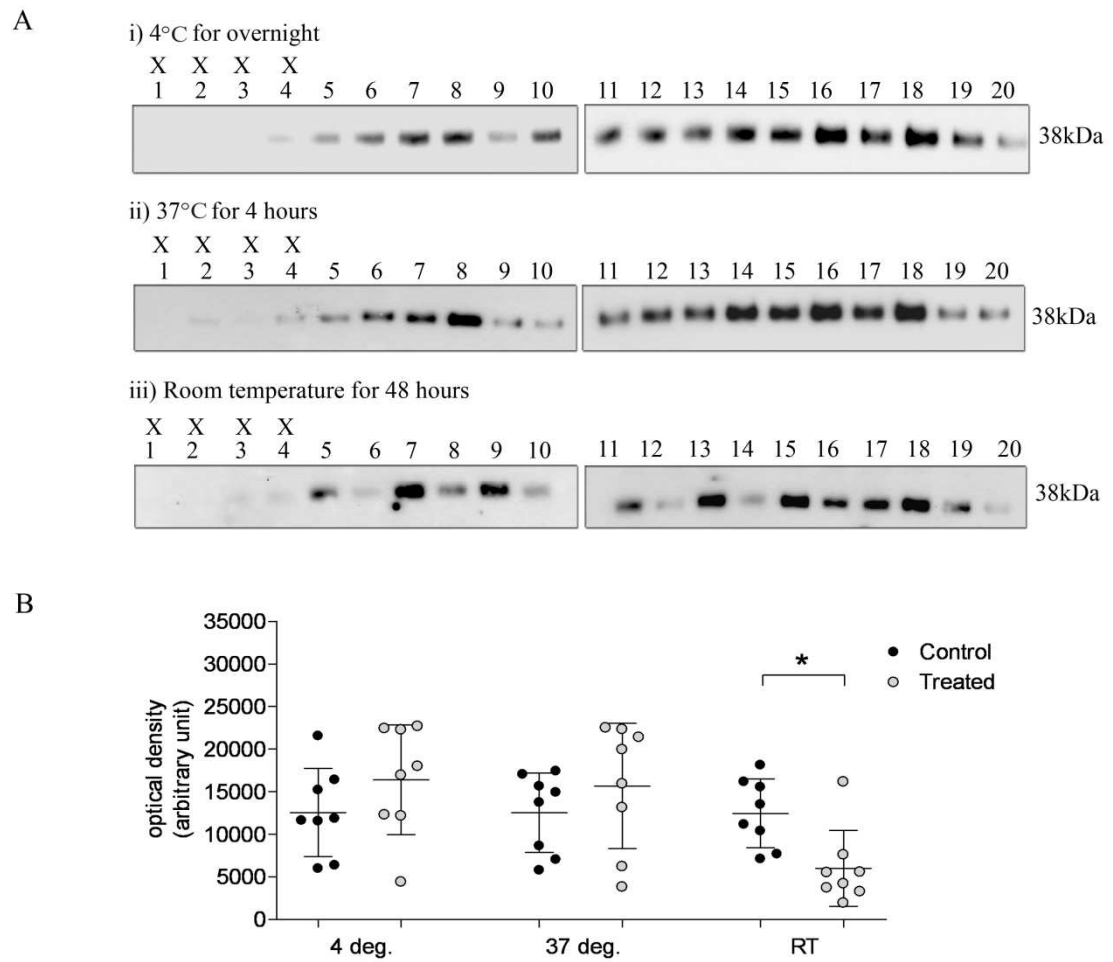 A
i) 4°C for overnight
X X X X
1 2 3 4 5 6 7 8 9 10 11 12 13 14 15 16 17 18 19 20
38kDa
ii) 37°C for 4 hours
X X X X
1 2 3 4 5 6 7 8 9 10 11 12 13 14 15 16 17 18 19 20
38kDa
iii) Room temperature for 48 hours
X X X X
1 2 3 4 5 6 7 8 9 10 11 12 13 14 15 16 17 18 19 20
38kDa
B
optical density
(arbitrary unit)
35000
30000
25000
20000
15000
10000
5000
0
*
Control
Treated
4 deg. 37 deg. RT